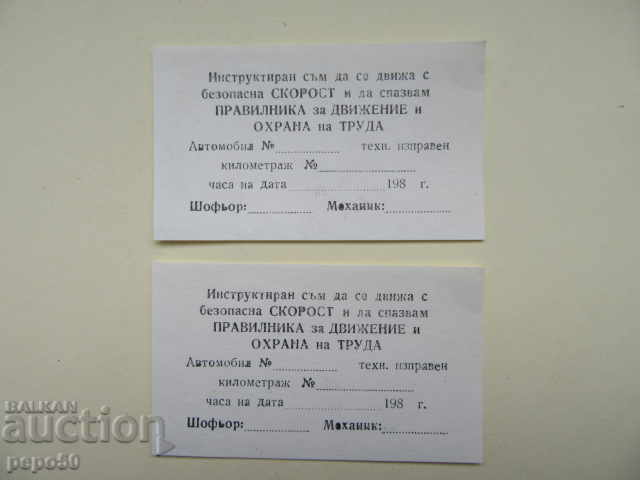 Инструктиран съм да се движа с
безопасна СКОРОСТ и да спазвам
ПРАВИЛНИКА за ДВИЖЕНИЕ и
ОХРАНА на ТРУДА
Автомобил № ............ техн. изправен
километраж № ............
часа на дата ............ 198 г.
Шофьор: ............ Механик: ............
Инструктиран съм да се движа с
безопасна СКОРОСТ и да спазвам
ПРАВИЛНИКА за ДВИЖЕНИЕ и
ОХРАНА на ТРУДА
Автомобил № ............ техн. изправен
километраж № ............
часа на дата ............ 198 г.
Шофьор: ............ Механик: ............
BALKAN
auction
pepo50